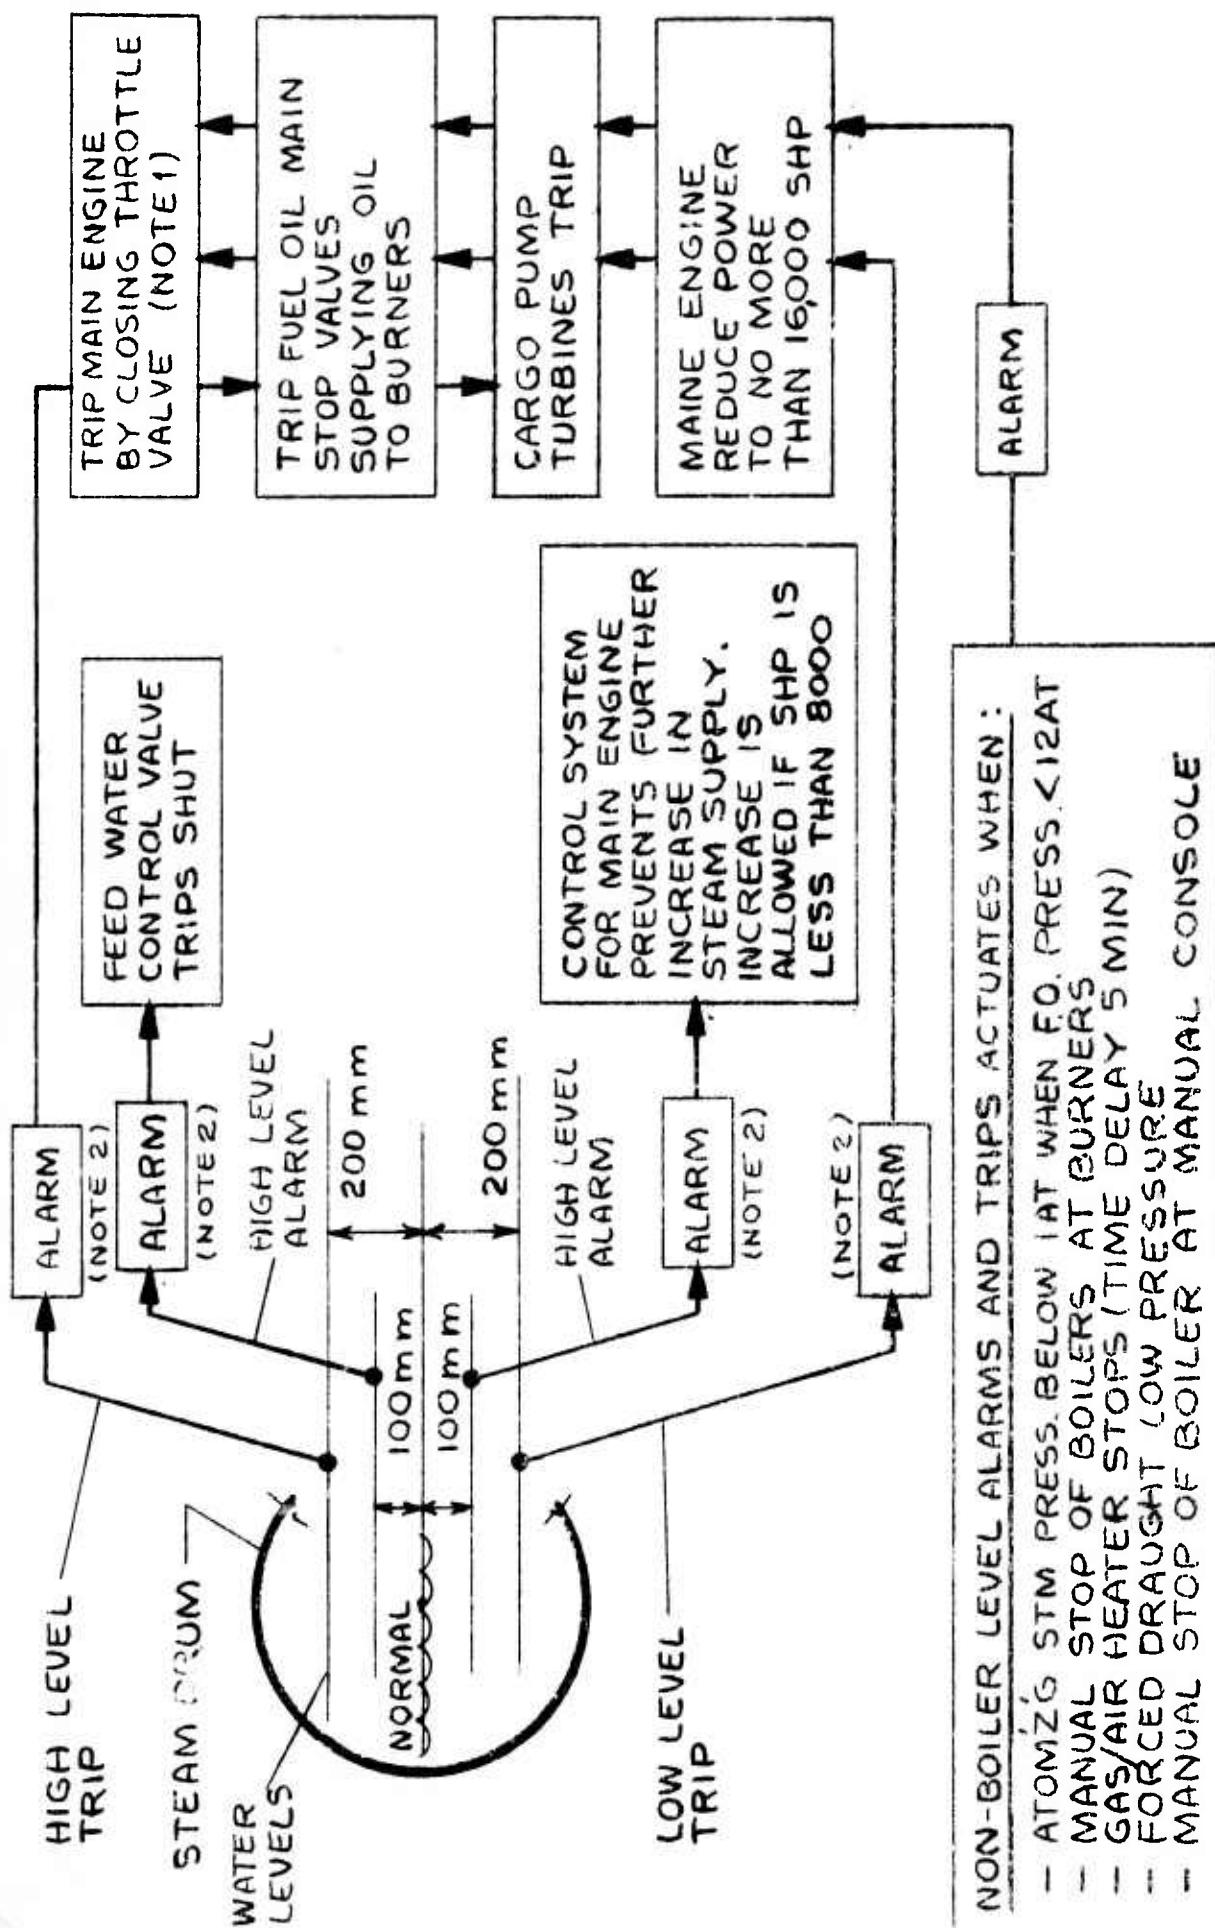 HIGH LEVEL
TRIP
STEAM DRUM
WATER
LEVELS
NORMAL
LOW LEVEL
TRIP
100mm
100mm
200mm
200mm
HIGH LEVEL
ALARM
HIGH LEVEL
ALARM
ALARM
(NOTE 2)
ALARM
(NOTE 2)
ALARM
(NOTE 2)
(NOTE 2)
ALARM
FEED WATER
CONTROL VALVE
TRIPS SHUT
CONTROL SYSTEM
FOR MAIN ENGINE
PREVENTS FURTHER
INCREASE IN
STEAM SUPPLY.
INCREASE IS
ALLOWED IF SHP IS
LESS THAN 8000
TRIP MAIN ENGINE
BY CLOSING THROTTLE
VALVE (NOTE 1)
TRIP FUEL OIL MAIN
STOP VALVES
SUPPLYING OIL
TO BURNERS
CARGO PUMP
TURBINES TRIP
MAINE ENGINE
REDUCE POWER
TO NO MORE
THAN 16,000 SHP
ALARM
NON-BOILER LEVEL ALARMS AND TRIPS ACTUATES WHEN:
- ATOMIZ'G STM PRESS. BELOW 1 AT WHEN F.O. PRESS. <12AT
- MANUAL STOP OF BOILERS AT BURNERS
- GAS/AIR HEATER STOPS (TIME DELAY 5 MIN)
- FORCED DRAUGHT LOW PRESSURE
- MANUAL STOP OF BOILER AT MANUAL CONSOLE